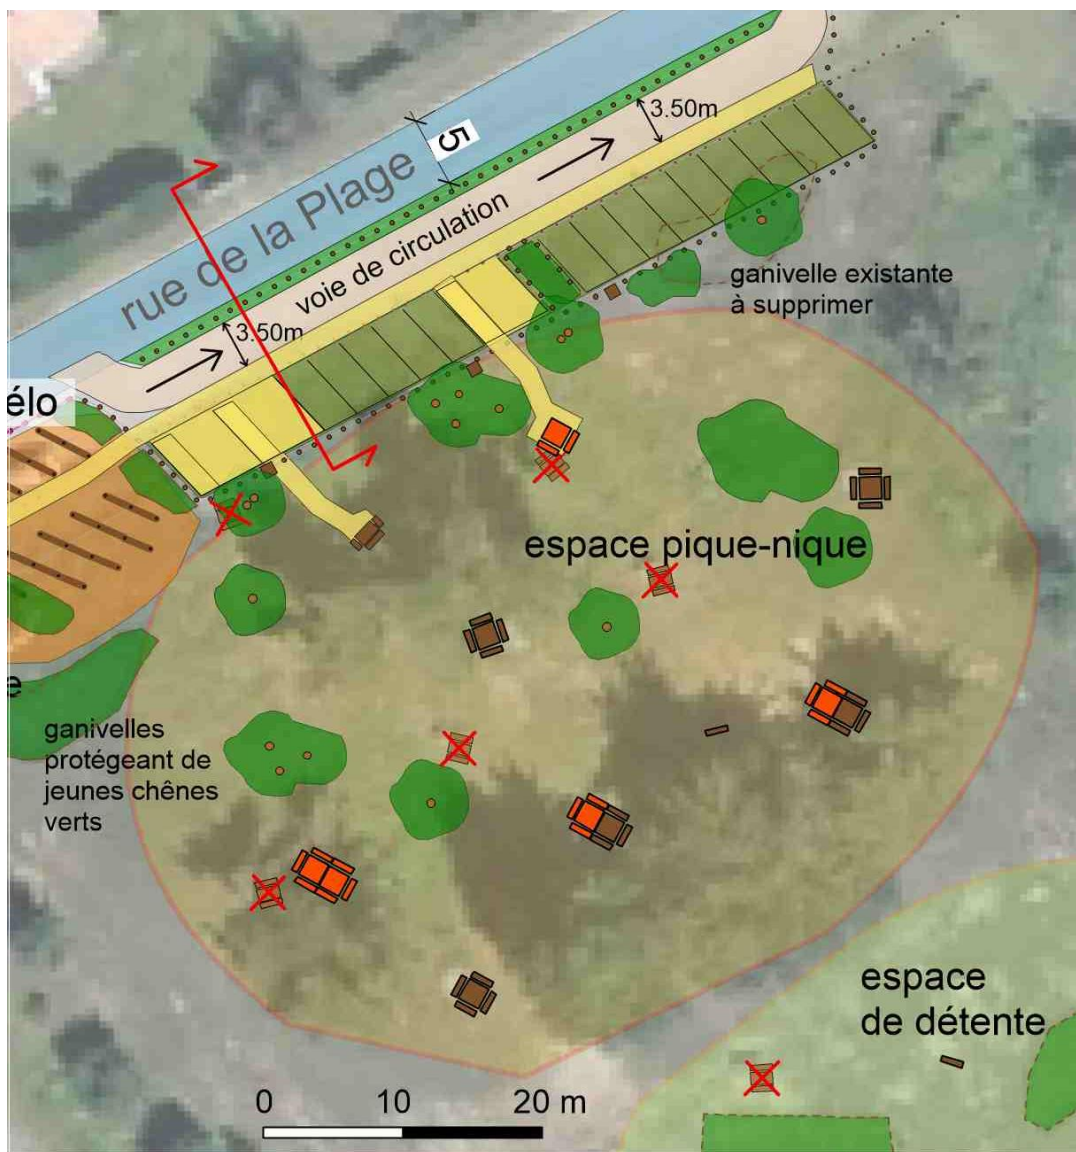 3.50m
5
rue de la Plage
voie de circulation
ganivelle existante
à supprimer
3.50m
élo
espace pique-nique
e
ganivelles
protégeant de
jeunes chênes
verts
espace
de détente
0 10 20 m